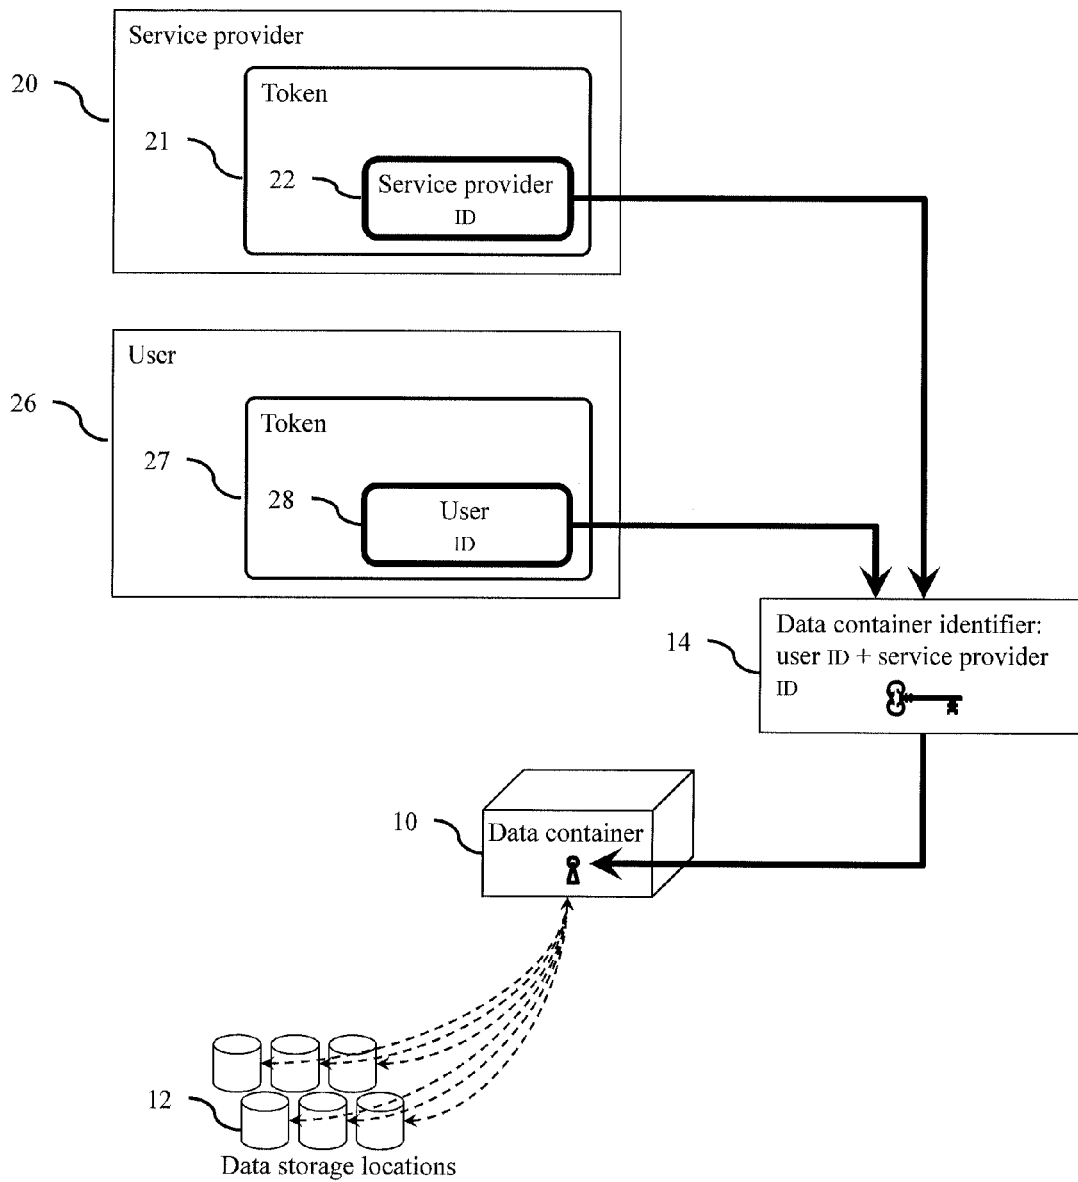 Service provider
20
Token
21
22
Service provider
ID
User
26
Token
27
28
User
ID
14
Data container identifier:
user ID + service provider
ID
10
Data container
12
Data storage locations